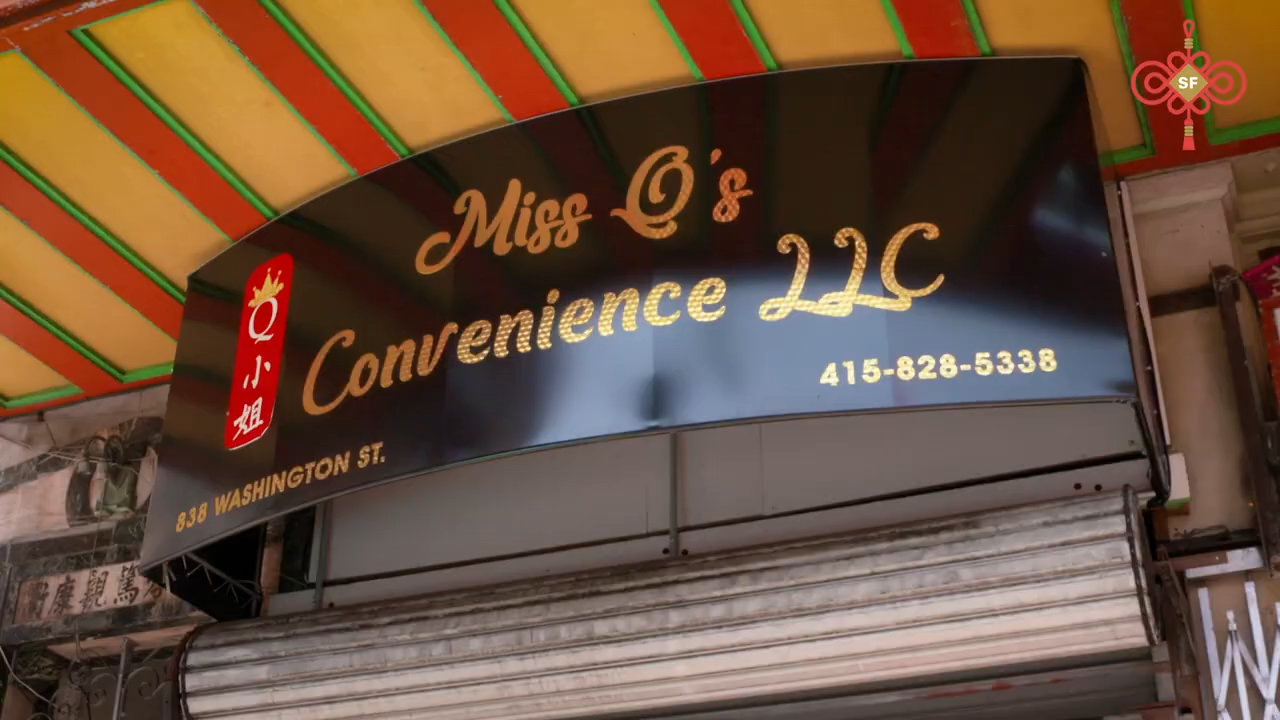 Miss Q's
Convenience LLC
415-828-5338
Q
小
姐
838 WASHINGTON ST.
SF